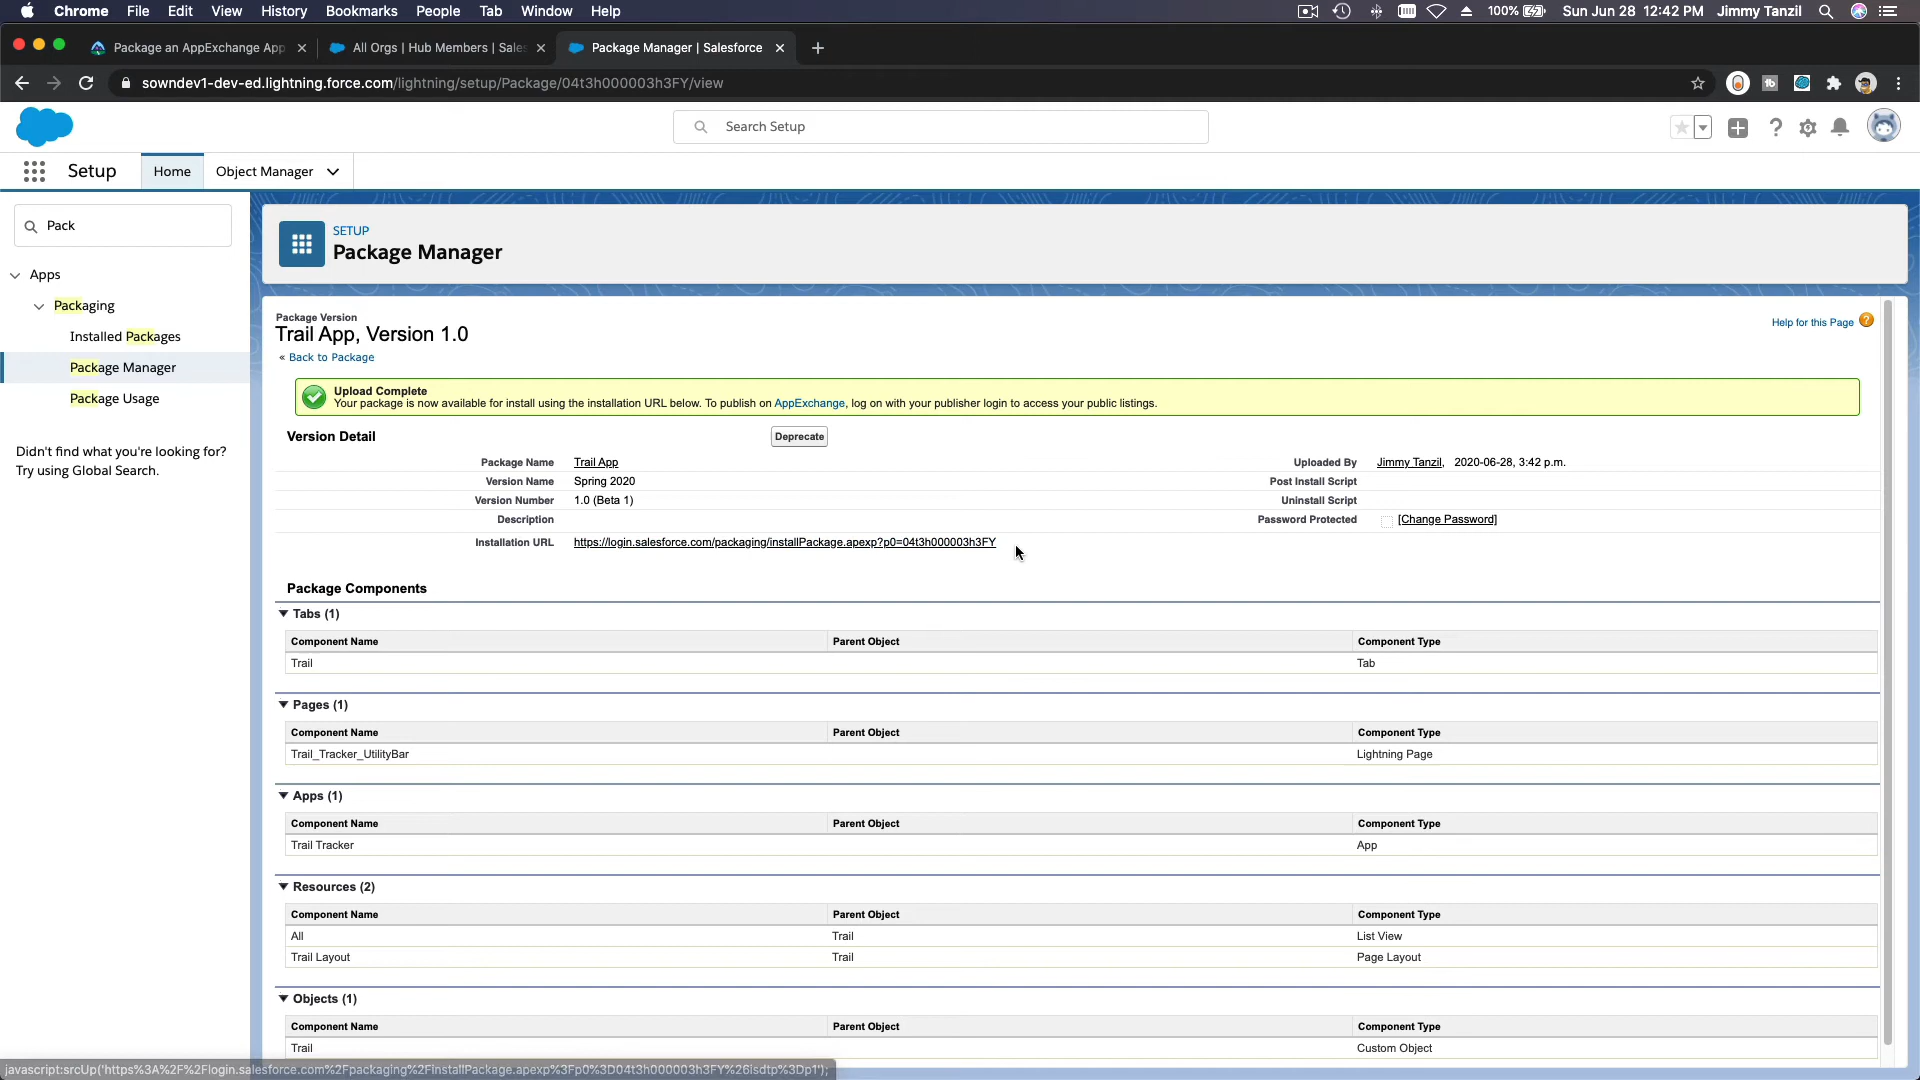 Chrome File Edit View History Bookmarks People Tab Window Help 100% Sun Jun 28 12:42 PM Jimmy Tanzil
Package an AppExchange App All Orgs | Hub Members | Sales Package Manager | Salesforce
sowndev1-dev-ed.lightning.force.com/lightning/setup/Package/04t3h000003h3FY/view
Search Setup
Setup Home Object Manager
Pack
Apps
Packaging
Installed Packages
Package Manager
Package Usage
Didn't find what you're looking for?
Try using Global Search.
SETUP
Package Manager
Package Version
Trail App, Version 1.0
« Back to Package
Help for this Page ?
Upload Complete
Your package is now available for install using the installation URL below. To publish on AppExchange, log on with your publisher login to access your public listings.
Version Detail Deprecate
Package Name Trail App Uploaded By Jimmy Tanzil, 2020-06-28, 3:42 p.m.
Version Name Spring 2020 Post Install Script
Version Number 1.0 (Beta 1) Uninstall Script
Description Password Protected [Change Password]
Installation URL https://login.salesforce.com/packaging/installPackage.apexp?p0=04t3h000003h3FY
Package Components
Tabs (1)
Component Name Parent Object Component Type
Trail Tab
Pages (1)
Component Name Parent Object Component Type
Trail_Tracker_UtilityBar Lightning Page
Apps (1)
Component Name Parent Object Component Type
Trail Tracker App
Resources (2)
Component Name Parent Object Component Type
All Trail List View
Trail Layout Trail Page Layout
Objects (1)
Component Name Parent Object Component Type
Trail Custom Object
javascript:srcUp('https%3A%2F%2Flogin.salesforce.com%2Fpackaging%2FinstallPackage.apexp%3Fp0%3D04t3h000003h3FY%26isdtp%3Dp1');